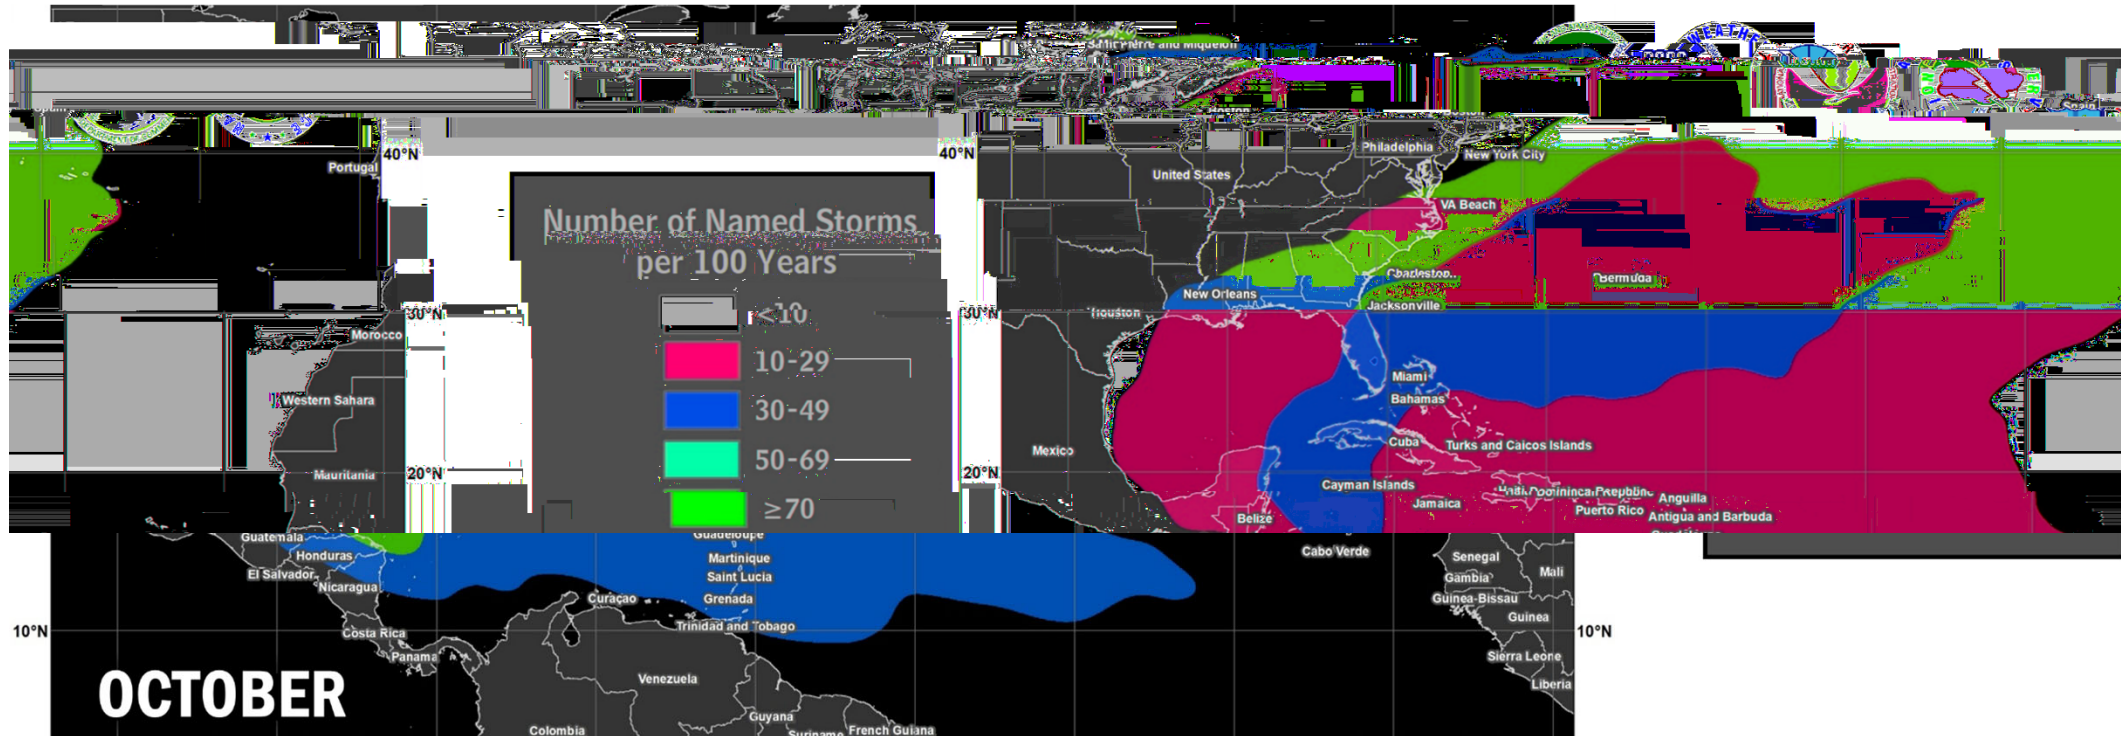 St. Pierre and Miquelon
WEATHE
Boston
Spain
Portugal
40°N
40°N
Philadelphia
New York City
United States
VA Beach
Number of Named Storms
per 100 Years
Charleston
Bermuda
New Orleans
Jacksonville
<10
30°N
30°N
Houston
Morocco
10-29
Miami
Western Sahara
Bahamas
30-49
Cuba
Turks and Caicos Islands
Mexico
50-69
Mauritania
20°N
20°N
Cayman Islands
Anguilla
Jamaica
≥70
Puerto Rico
Belize
Antigua and Barbuda
Guatemala
Guadeloupe
Honduras
Martinique
Cabo Verde
Senegal
El Salvador
Saint Lucia
Gambia
Mali
Nicaragua
Curaçao
Grenada
Guinea-Bissau
Guinea
10°N
Costa Rica
Trinidad and Tobago
10°N
Panama
Sierra Leone
OCTOBER
Venezuela
Liberia
Guyana
Colombia
Suriname
French Guiana